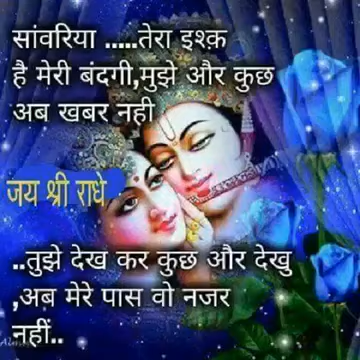 सांवरिया .....तेरा इश्क़
है मेरी बंदगी,मुझे और कुछ
अब खबर नही
जय श्री राधे
..तुझे देख कर कुछ और देखु
,अब मेरे पास वो नजर
नहीं..